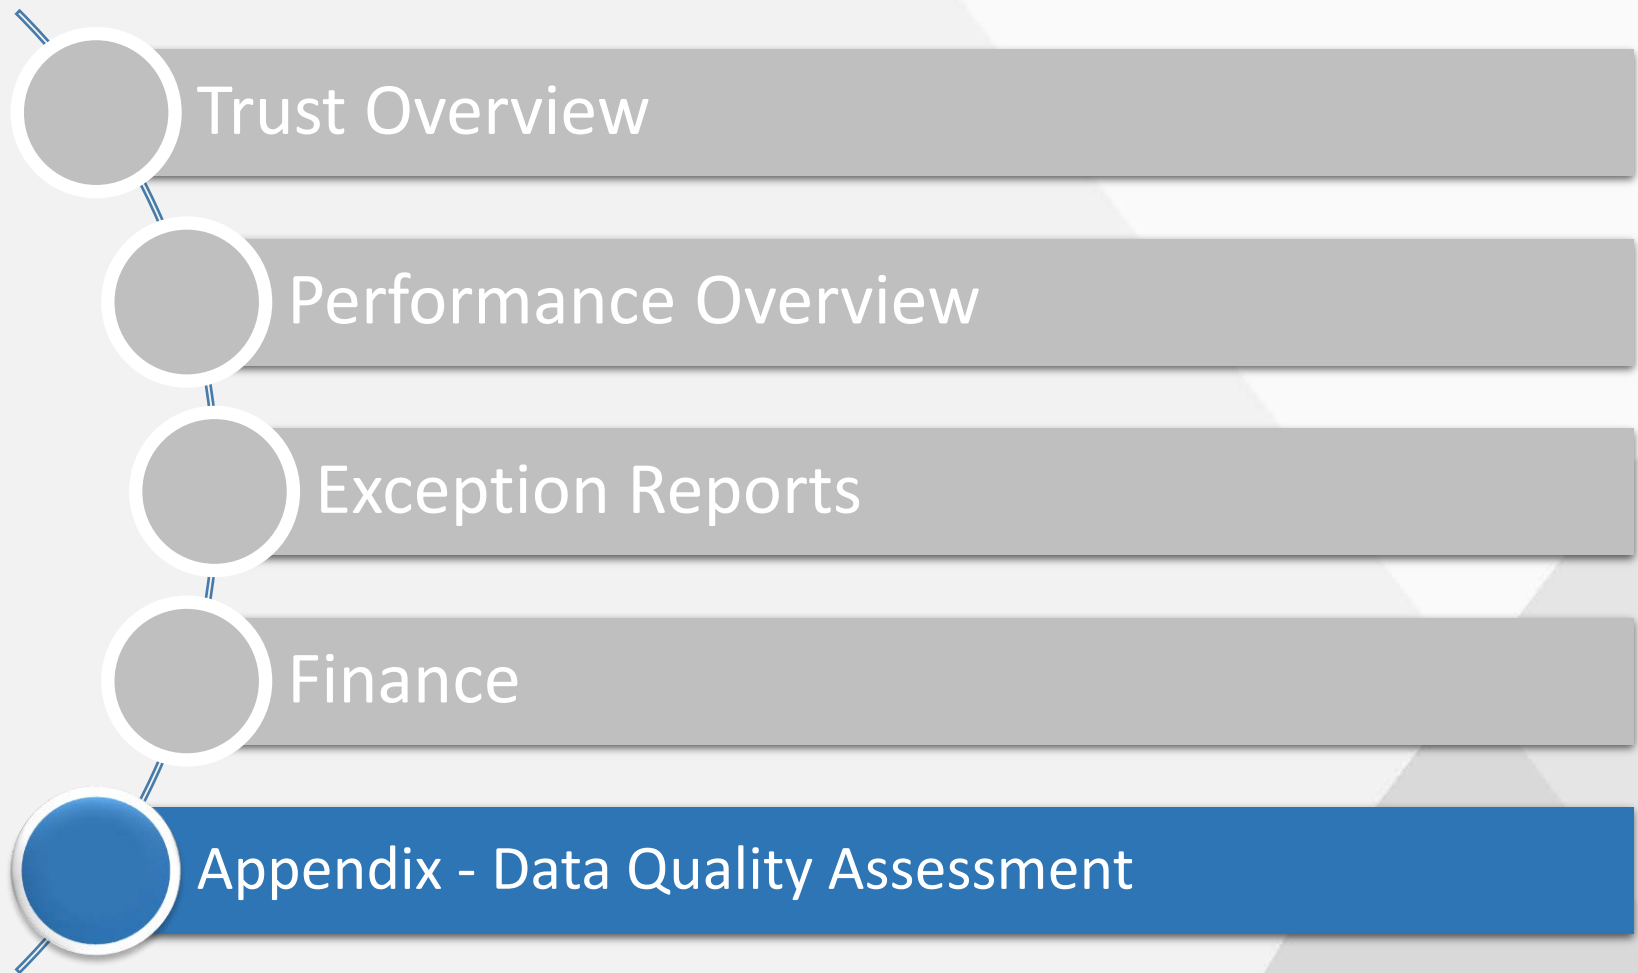 Trust Overview
Performance Overview
Exception Reports
Finance
Appendix - Data Quality Assessment